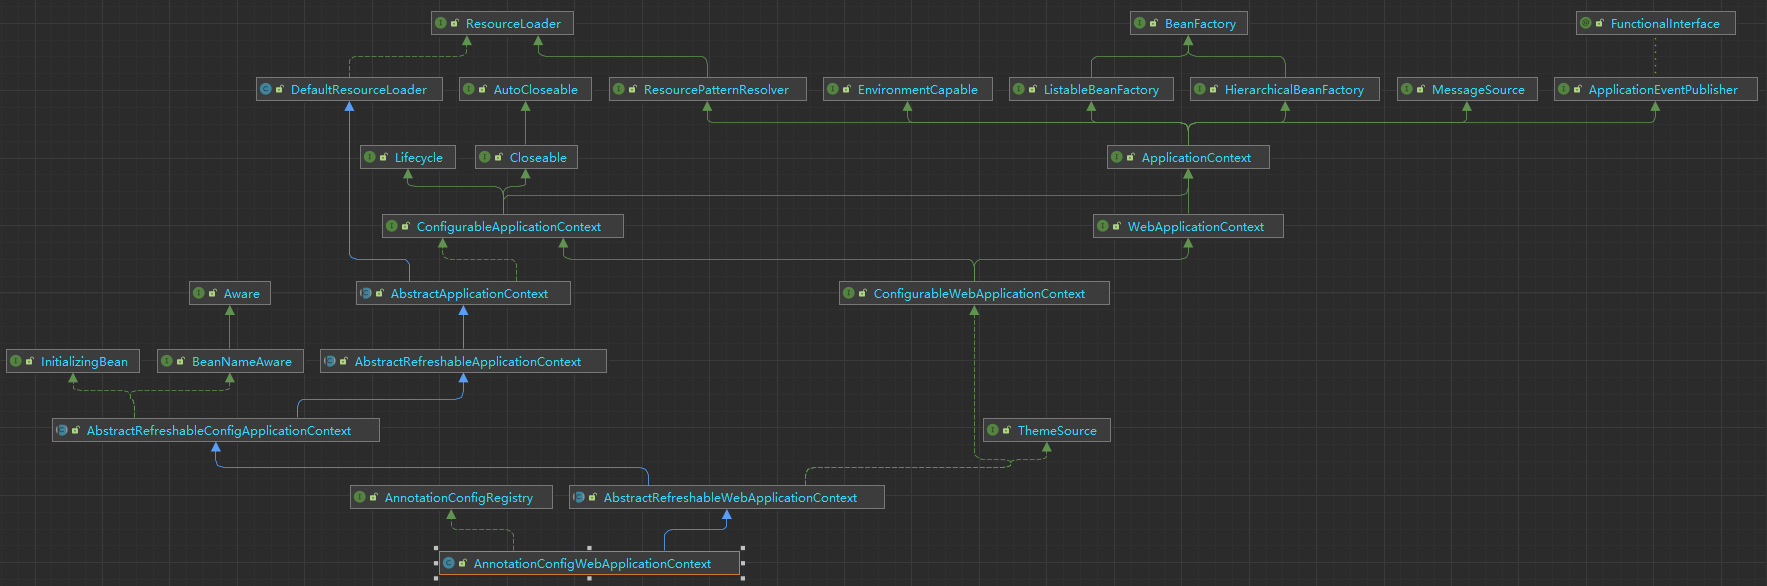 ResourceLoader
BeanFactory
FunctionalInterface
DefaultResourceLoader
AutoCloseable
ResourcePatternResolver
EnvironmentCapable
ListableBeanFactory
HierarchicalBeanFactory
MessageSource
ApplicationEventPublisher
Lifecycle
Closeable
ApplicationContext
ConfigurableApplicationContext
WebApplicationContext
Aware
AbstractApplicationContext
ConfigurableWebApplicationContext
InitializingBean
BeanNameAware
AbstractRefreshableApplicationContext
AbstractRefreshableConfigApplicationContext
ThemeSource
AnnotationConfigRegistry
AbstractRefreshableWebApplicationContext
AnnotationConfigWebApplicationContext